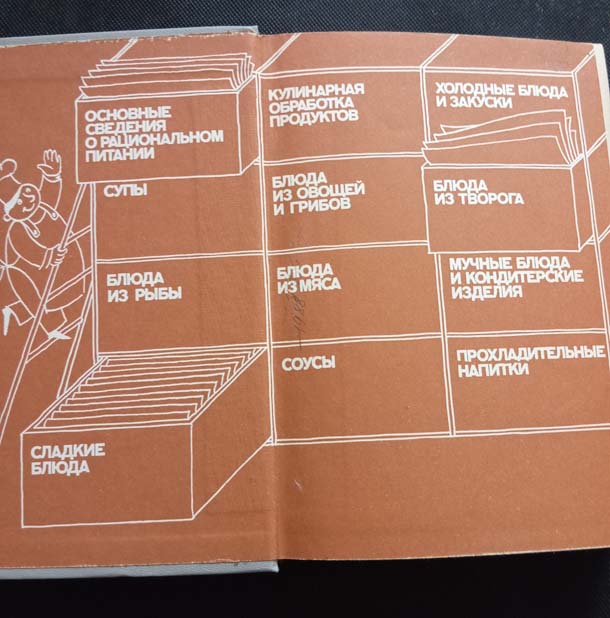 ОСНОВНЫЕ
СВЕДЕНИЯ
О РАЦИОНАЛЬНОМ
ПИТАНИИ
КУЛИНАРНАЯ
ОБРАБОТКА
ПРОДУКТОВ
ХОЛОДНЫЕ БЛЮДА
И ЗАКУСКИ
СУПЫ
БЛЮДА
ИЗ ОВОЩЕЙ
И ГРИБОВ
БЛЮДА
ИЗ ТВОРОГА
БЛЮДА
ИЗ РЫБЫ
БЛЮДА
ИЗ МЯСА
1988
МУЧНЫЕ БЛЮДА
И КОНДИТЕРСКИЕ
ИЗДЕЛИЯ
СОУСЫ
ПРОХЛАДИТЕЛЬНЫЕ
НАПИТКИ
СЛАДКИЕ
БЛЮДА